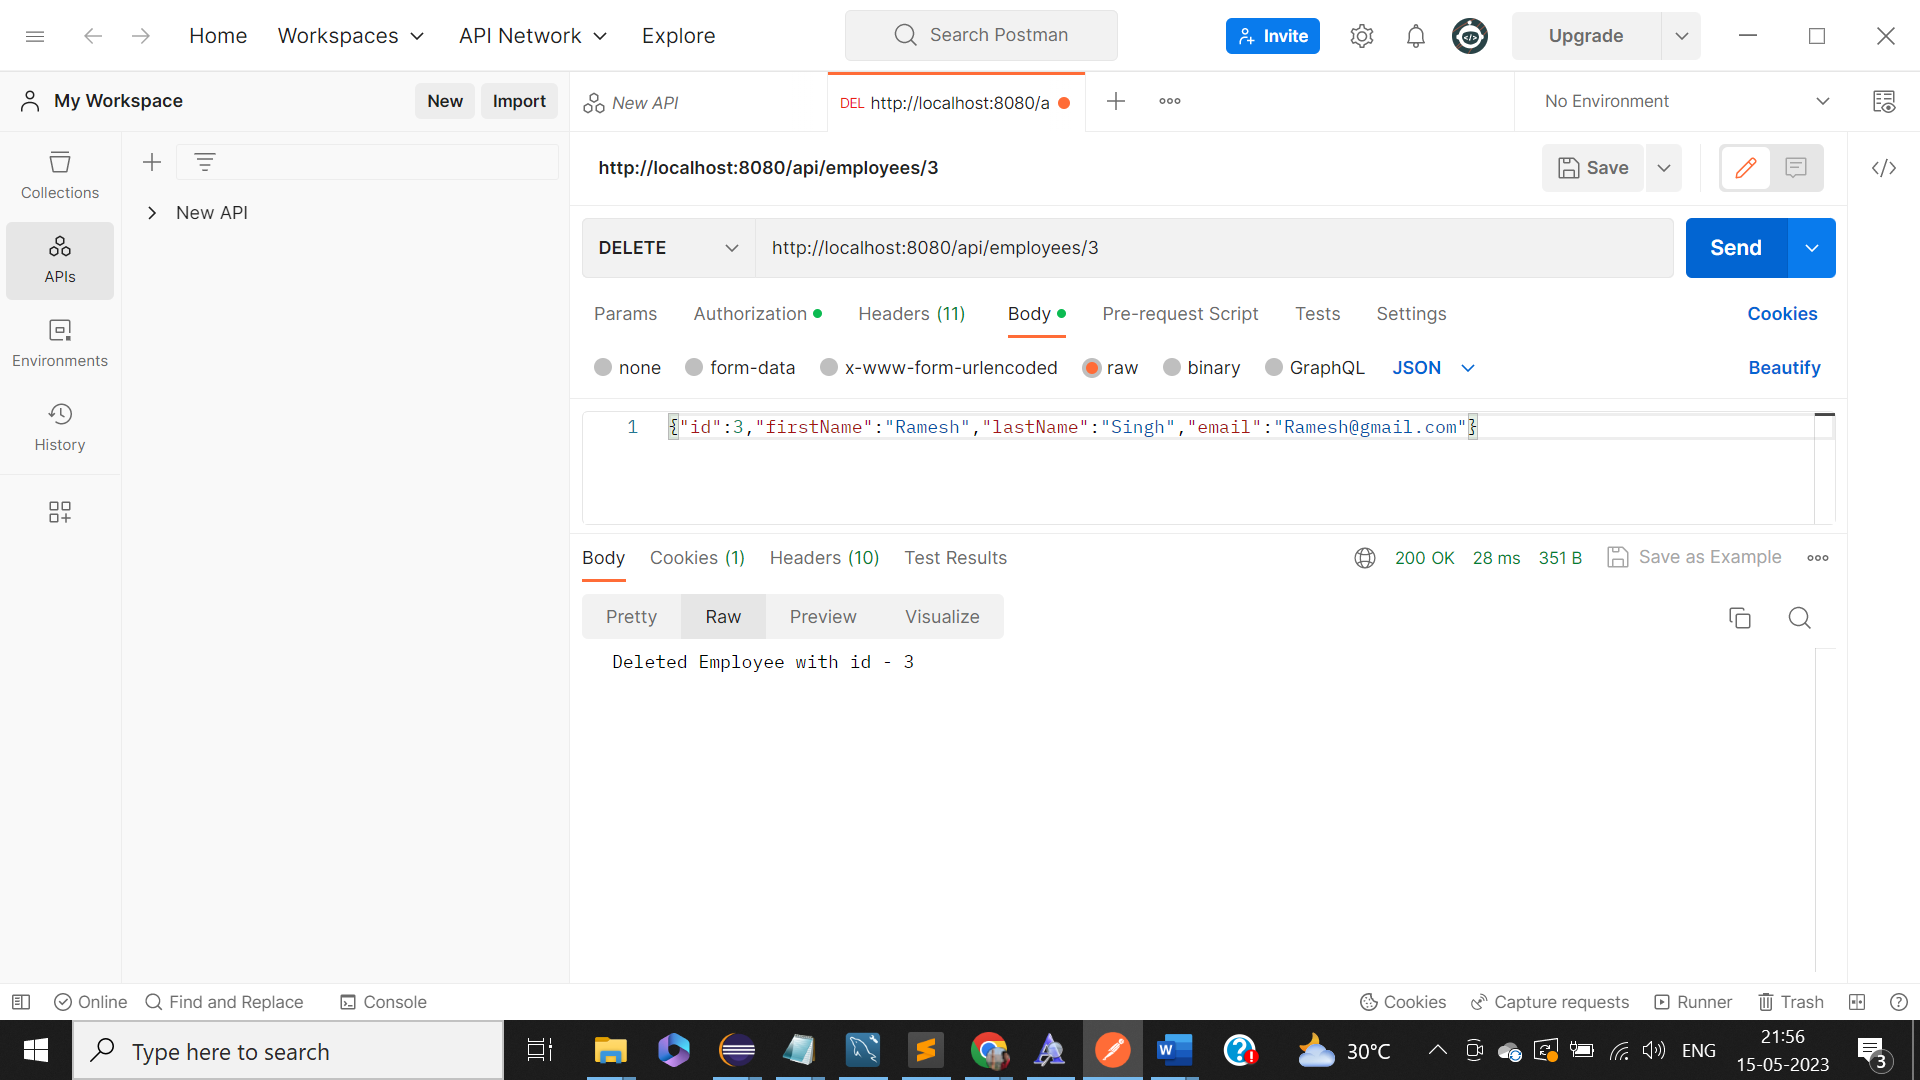 Home Workspaces API Network Explore Search Postman Invite Upgrade
My Workspace New Import New API DEL http://localhost:8080/a No Environment
http://localhost:8080/api/employees/3 Save
Collections
New API
APIs
Environments
History
DELETE http://localhost:8080/api/employees/3 Send
Params Authorization Headers (11) Body Pre-request Script Tests Settings Cookies
none form-data x-www-form-urlencoded raw binary GraphQL JSON Beautify
1 {"id":3,"firstName":"Ramesh","lastName":"Singh","email":"Ramesh@gmail.com"}
Body Cookies (1) Headers (10) Test Results 200 OK 28 ms 351 B Save as Example
Pretty Raw Preview Visualize
Deleted Employee with id - 3
Online Find and Replace Console Cookies Capture requests Runner Trash
Type here to search 30°C ENG 21:56
15-05-2023 3